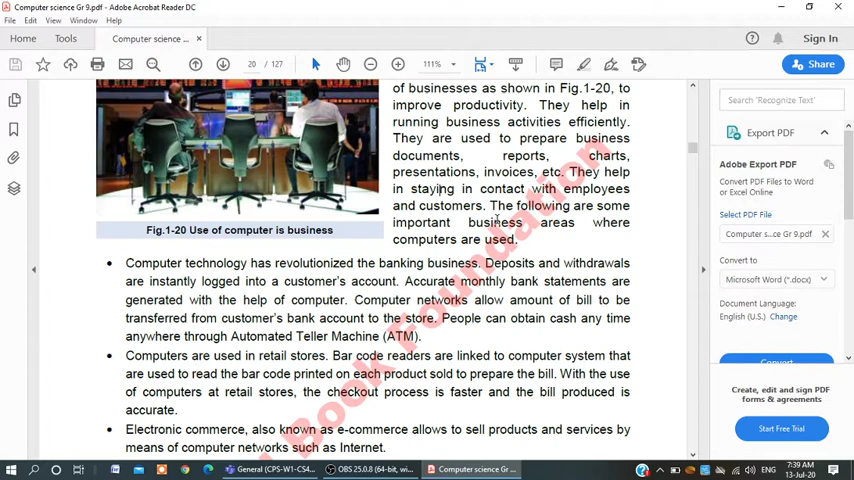 Computer science Gr 9.pdf - Adobe Acrobat Reader DC
File Edit View Window Help
Home Tools Computer science ... × Sign In
20 / 127 111% Share
of businesses as shown in Fig.1-20, to
improve productivity. They help in
running business activities efficiently.
They are used to prepare business
documents, reports, charts,
presentations, invoices, etc. They help
in staying in contact with employees
and customers. The following are some
important business areas where
computers are used.
Fig.1-20 Use of computer is business
• Computer technology has revolutionized the banking business. Deposits and withdrawals
are instantly logged into a customer's account. Accurate monthly bank statements are
generated with the help of computer. Computer networks allow amount of bill to be
transferred from customer's bank account to the store. People can obtain cash any time
anywhere through Automated Teller Machine (ATM).
• Computers are used in retail stores. Bar code readers are linked to computer system that
are used to read the bar code printed on each product sold to prepare the bill. With the use
of computers at retail stores, the checkout process is faster and the bill produced is
accurate.
• Electronic commerce, also known as e-commerce allows to sell products and services by
means of computer networks such as Internet.
Book Foundation
Search 'Recognize Text'
Export PDF
Adobe Export PDF
Convert PDF Files to Word
or Excel Online
Select PDF File
Computer s...ce Gr 9.pdf ×
Convert to
Microsoft Word (*.docx)
Document Language:
English (U.S.) Change
Convert
Create, edit and sign PDF
forms & agreements
Start Free Trial
General (CPS-W1-CS4...
OBS 25.0.8 (64-bit, wi...
Computer science Gr...
ENG
7:39 AM
13-Jul-20